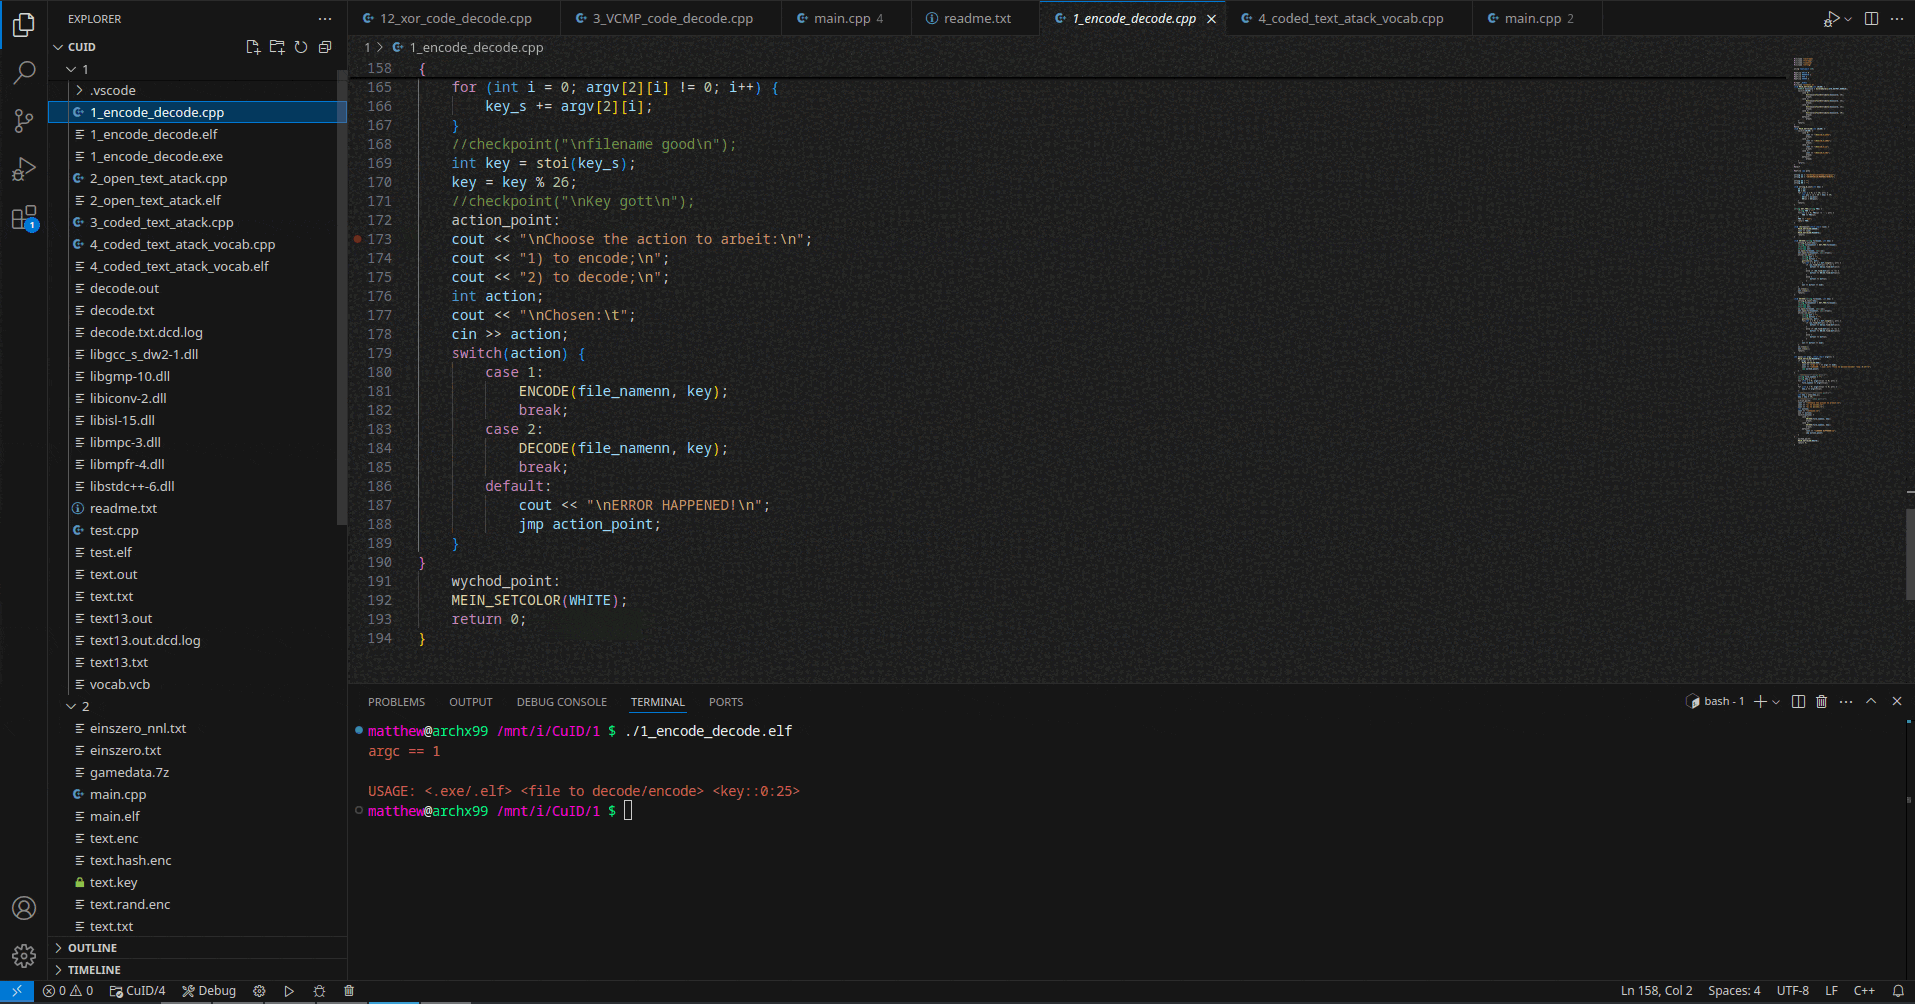 EXPLORER
12_xor_code_decode.cpp
3_VCMP_code_decode.cpp
main.cpp 4
readme.txt
1_encode_decode.cpp
4_coded_text_atack_vocab.cpp
main.cpp 2
CUID
1
.vscode
1_encode_decode.cpp
1_encode_decode.elf
1_encode_decode.exe
2_open_text_atack.cpp
2_open_text_atack.elf
3_coded_text_atack.cpp
4_coded_text_atack_vocab.cpp
4_coded_text_atack_vocab.elf
decode.out
decode.txt
decode.txt.dcd.log
libgcc_s_dw2-1.dll
libgmp-10.dll
libiconv-2.dll
libisl-15.dll
libmpc-3.dll
libmpfr-4.dll
libstdc++-6.dll
readme.txt
test.cpp
test.elf
text.out
text.txt
text13.out
text13.out.dcd.log
text13.txt
vocab.vcb
2
einszero_nnl.txt
einszero.txt
gamedata.7z
main.cpp
main.elf
text.enc
text.hash.enc
text.key
text.rand.enc
text.txt
OUTLINE
TIMELINE
1 > 1_encode_decode.cpp
158 {
165 for (int i = 0; argv[2][i] != 0; i++) {
166 key_s += argv[2][i];
167 }
168 //checkpoint("\nfilename good\n");
169 int key = stoi(key_s);
170 key = key % 26;
171 //checkpoint("\nKey gott\n");
172 action_point:
173 cout << "\nChoose the action to arbeit:\n";
174 cout << "1) to encode;\n";
175 cout << "2) to decode;\n";
176 int action;
177 cout << "\nChosen:\t";
178 cin >> action;
179 switch(action) {
180 case 1:
181 ENCODE(file_namenn, key);
182 break;
183 case 2:
184 DECODE(file_namenn, key);
185 break;
186 default:
187 cout << "\nERROR HAPPENED!\n";
188 jmp action_point;
189 }
190 }
191 wychod_point:
192 MEIN_SETCOLOR(WHITE);
193 return 0;
194 }
PROBLEMS OUTPUT DEBUG CONSOLE TERMINAL PORTS
bash - 1
matthew@archx99 /mnt/i/CuID/1 $ ./1_encode_decode.elf
argc == 1
USAGE: <.exe/.elf> <file to decode/encode> <key::0:25>
matthew@archx99 /mnt/i/CuID/1 $
1
0 0 CuID/4 Debug
Ln 158, Col 2 Spaces: 4 UTF-8 LF C++